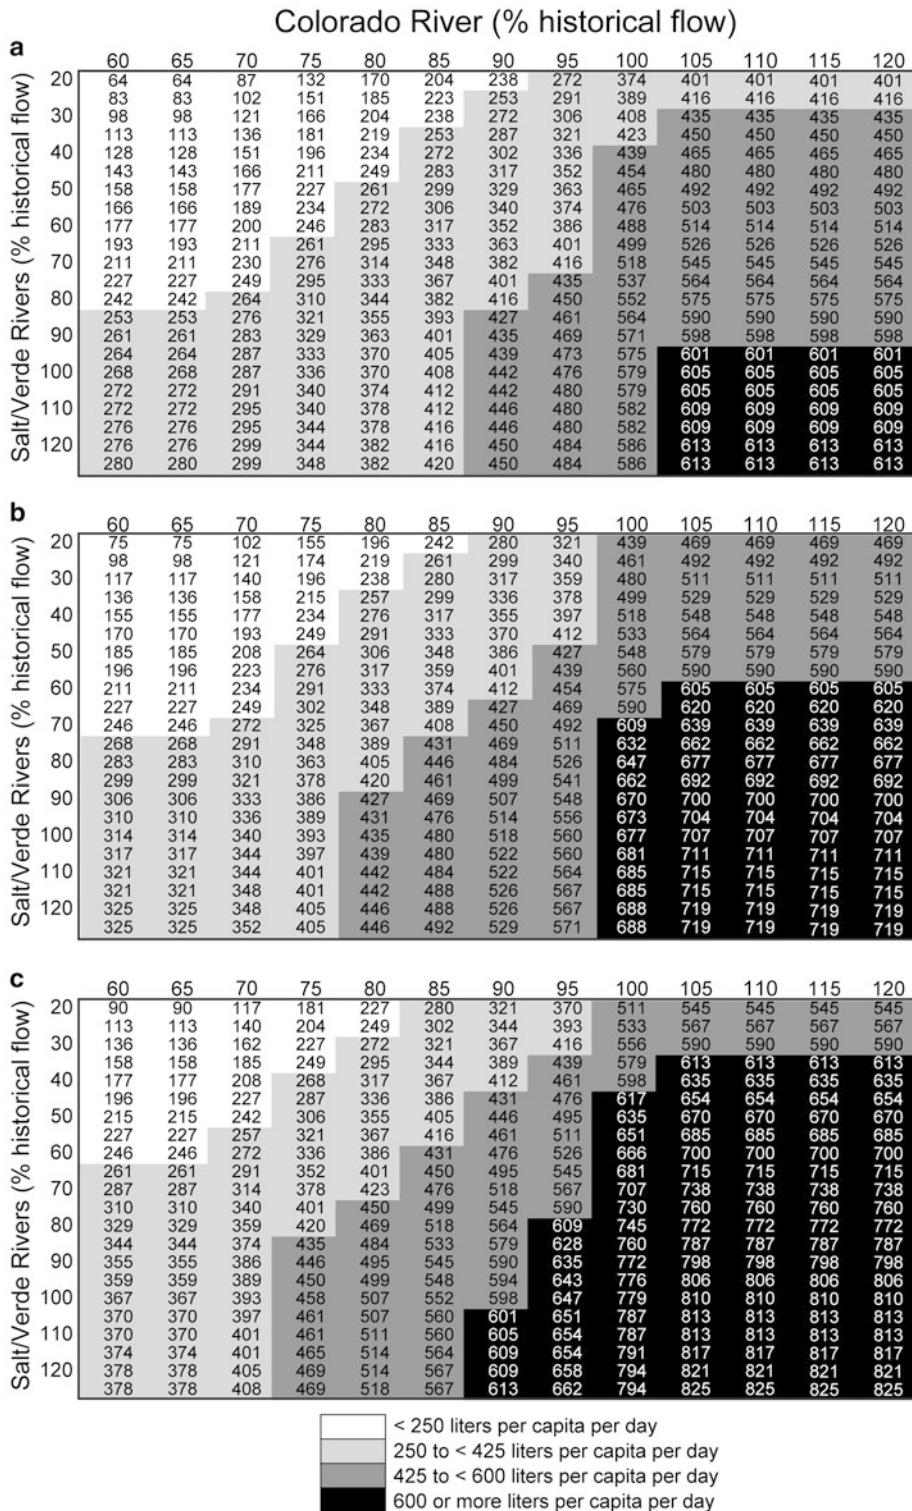 Colorado River (% historical flow)
a
60 65 70 75 80 85 90 95 100 105 110 115 120
Salt/Verde Rivers (% historical flow)
20 64 64 87 132 170 204 238 272 374 401 401 401 401
83 83 102 151 185 223 253 291 389 416 416 416 416
30 98 98 121 166 204 238 272 306 408 435 435 435 435
113 113 136 181 219 253 287 321 423 450 450 450 450
40 128 128 151 196 234 272 302 336 439 465 465 465 465
143 143 166 211 249 283 317 352 454 480 480 480 480
50 158 158 177 227 261 299 329 363 465 492 492 492 492
166 166 189 234 272 306 340 374 476 503 503 503 503
60 177 177 200 246 283 317 352 386 488 514 514 514 514
193 193 211 261 295 333 363 401 499 526 526 526 526
70 211 211 230 276 314 348 382 416 518 545 545 545 545
227 227 249 295 333 367 401 435 537 564 564 564 564
80 242 242 264 310 344 382 416 450 552 575 575 575 575
253 253 276 321 355 393 427 461 564 590 590 590 590
90 261 261 283 329 363 401 435 469 571 598 598 598 598
264 264 287 333 370 405 439 473 575 601 601 601 601
100 268 268 287 336 370 408 442 476 579 605 605 605 605
272 272 291 340 374 412 442 480 579 605 605 605 605
110 272 272 295 340 378 412 446 480 582 609 609 609 609
276 276 295 344 378 416 446 480 582 609 609 609 609
120 276 276 299 344 382 416 450 484 586 613 613 613 613
280 280 299 348 382 420 450 484 586 613 613 613 613
b
60 65 70 75 80 85 90 95 100 105 110 115 120
Salt/Verde Rivers (% historical flow)
20 75 75 102 155 196 242 280 321 439 469 469 469 469
98 98 121 174 219 261 299 340 461 492 492 492 492
30 117 117 140 196 238 280 317 359 480 511 511 511 511
136 136 158 215 257 299 336 378 499 529 529 529 529
40 155 155 177 234 276 317 355 397 518 548 548 548 548
170 170 193 249 291 333 370 412 533 564 564 564 564
50 185 185 208 264 306 348 386 427 548 579 579 579 579
196 196 223 276 317 359 401 439 560 590 590 590 590
60 211 211 234 291 333 374 412 454 575 605 605 605 605
227 227 249 302 348 389 427 469 590 620 620 620 620
70 246 246 272 325 367 408 450 492 609 639 639 639 639
268 268 291 348 389 431 469 511 632 662 662 662 662
80 283 283 310 363 405 446 484 526 647 677 677 677 677
299 299 321 378 420 461 499 541 662 692 692 692 692
90 306 306 333 386 427 469 507 548 670 700 700 700 700
310 310 336 389 431 476 514 556 673 704 704 704 704
100 314 314 340 393 435 480 518 560 677 707 707 707 707
317 317 344 397 439 480 522 560 681 711 711 711 711
110 321 321 344 401 442 484 522 564 685 715 715 715 715
321 321 348 401 442 488 526 567 685 715 715 715 715
120 325 325 348 405 446 488 526 567 688 719 719 719 719
325 325 352 405 446 492 529 571 688 719 719 719 719
c
60 65 70 75 80 85 90 95 100 105 110 115 120
Salt/Verde Rivers (% historical flow)
20 90 90 117 181 227 280 321 370 511 545 545 545 545
113 113 140 204 249 302 344 393 533 567 567 567 567
30 136 136 162 227 272 321 367 416 556 590 590 590 590
158 158 185 249 295 344 389 439 579 613 613 613 613
40 177 177 208 268 317 367 412 461 598 635 635 635 635
196 196 227 287 336 386 431 476 617 654 654 654 654
50 215 215 242 306 355 405 446 495 635 670 670 670 670
227 227 257 321 367 416 461 511 651 685 685 685 685
60 246 246 272 336 386 431 476 526 666 700 700 700 700
261 261 291 352 401 450 495 545 681 715 715 715 715
70 287 287 314 378 423 476 518 567 707 738 738 738 738
310 310 340 401 450 499 545 590 730 760 760 760 760
80 329 329 359 420 469 518 564 609 745 772 772 772 772
344 344 374 435 484 533 579 628 760 787 787 787 787
90 355 355 386 446 495 545 590 635 772 798 798 798 798
359 359 389 450 499 548 594 643 776 806 806 806 806
100 367 367 393 458 507 552 598 647 779 810 810 810 810
370 370 397 461 507 560 601 651 787 813 813 813 813
110 370 370 401 461 511 560 605 654 787 813 813 813 813
374 374 401 465 514 564 609 654 791 817 817 817 817
120 378 378 405 469 514 567 609 658 794 821 821 821 821
378 378 408 469 518 567 613 662 794 825 825 825 825
< 250 liters per capita per day
250 to < 425 liters per capita per day
425 to < 600 liters per capita per day
600 or more liters per capita per day